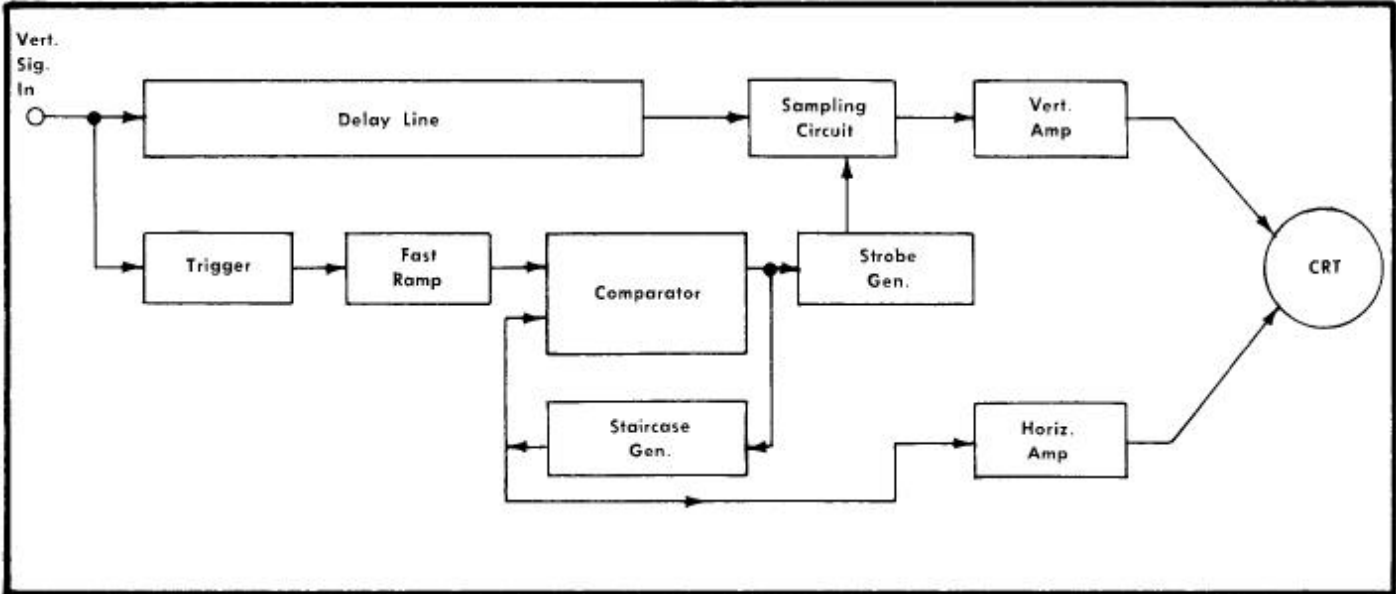 Vert.
Sig.
In
Delay Line
Sampling
Circuit
Vert.
Amp
Trigger
Fast
Ramp
Comparator
Strobe
Gen.
CRT
Staircase
Gen.
Horiz.
Amp